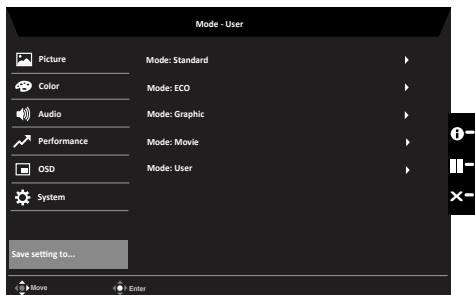 Mode - User
Picture
Color
Audio
Performance
OSD
System
Save setting to...
Mode: Standard
Mode: ECO
Mode: Graphic
Mode: Movie
Mode: User
Move
Enter